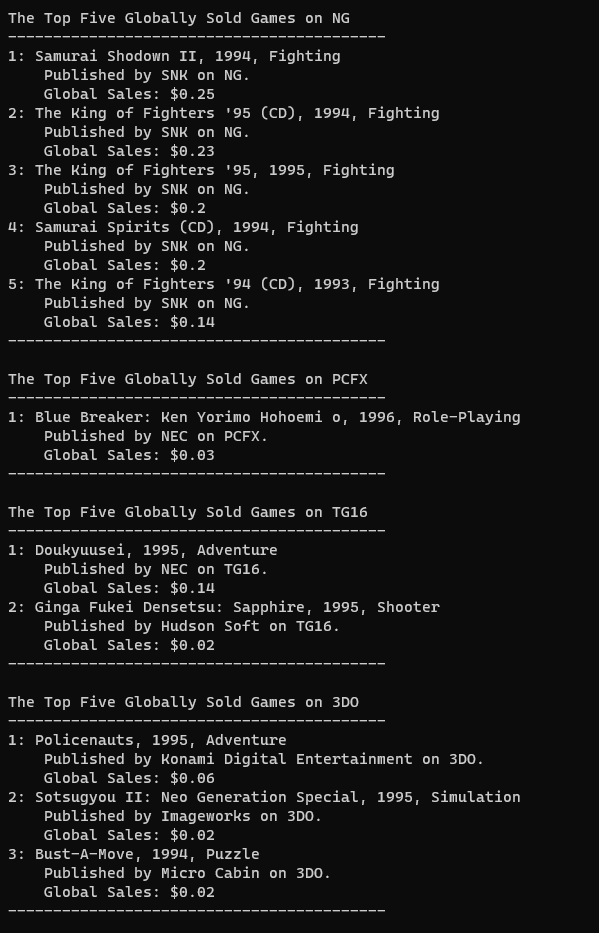 The Top Five Globally Sold Games on NG
------------------------------------------
1: Samurai Shodown II, 1994, Fighting
    Published by SNK on NG.
    Global Sales: $0.25
2: The King of Fighters '95 (CD), 1994, Fighting
    Published by SNK on NG.
    Global Sales: $0.23
3: The King of Fighters '95, 1995, Fighting
    Published by SNK on NG.
    Global Sales: $0.2
4: Samurai Spirits (CD), 1994, Fighting
    Published by SNK on NG.
    Global Sales: $0.2
5: The King of Fighters '94 (CD), 1993, Fighting
    Published by SNK on NG.
    Global Sales: $0.14
------------------------------------------

The Top Five Globally Sold Games on PCFX
------------------------------------------
1: Blue Breaker: Ken Yorimo Hohoemi o, 1996, Role-Playing
    Published by NEC on PCFX.
    Global Sales: $0.03
------------------------------------------

The Top Five Globally Sold Games on TG16
------------------------------------------
1: Doukyuusei, 1995, Adventure
    Published by NEC on TG16.
    Global Sales: $0.14
2: Ginga Fukei Densetsu: Sapphire, 1995, Shooter
    Published by Hudson Soft on TG16.
    Global Sales: $0.02
------------------------------------------

The Top Five Globally Sold Games on 3DO
------------------------------------------
1: Policenauts, 1995, Adventure
    Published by Konami Digital Entertainment on 3DO.
    Global Sales: $0.06
2: Sotsugyou II: Neo Generation Special, 1995, Simulation
    Published by Imageworks on 3DO.
    Global Sales: $0.02
3: Bust-A-Move, 1994, Puzzle
    Published by Micro Cabin on 3DO.
    Global Sales: $0.02
------------------------------------------